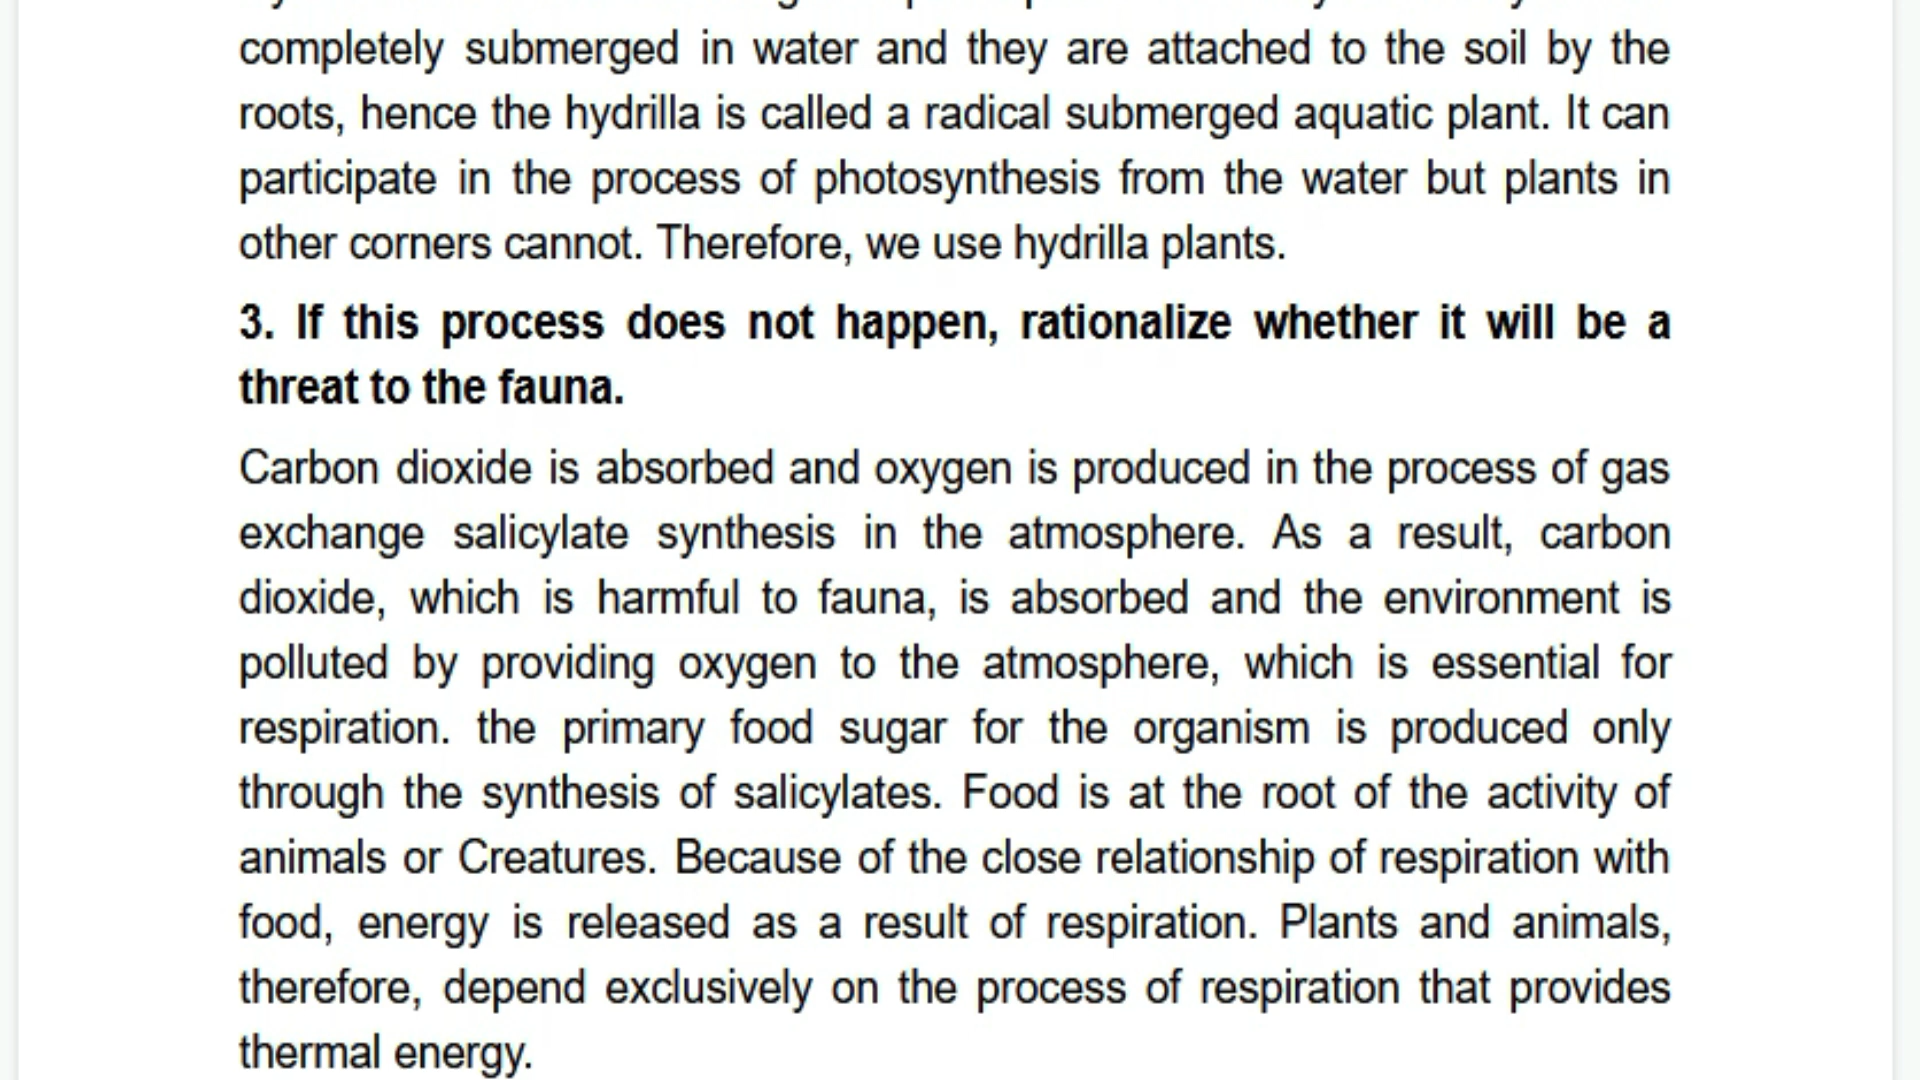 completely submerged in water and they are attached to the soil by the
roots, hence the hydrilla is called a radical submerged aquatic plant. It can
participate in the process of photosynthesis from the water but plants in
other corners cannot. Therefore, we use hydrilla plants.
3. If this process does not happen, rationalize whether it will be a
threat to the fauna.
Carbon dioxide is absorbed and oxygen is produced in the process of gas
exchange salicylate synthesis in the atmosphere. As a result, carbon
dioxide, which is harmful to fauna, is absorbed and the environment is
polluted by providing oxygen to the atmosphere, which is essential for
respiration. the primary food sugar for the organism is produced only
through the synthesis of salicylates. Food is at the root of the activity of
animals or Creatures. Because of the close relationship of respiration with
food, energy is released as a result of respiration. Plants and animals,
therefore, depend exclusively on the process of respiration that provides
thermal energy.